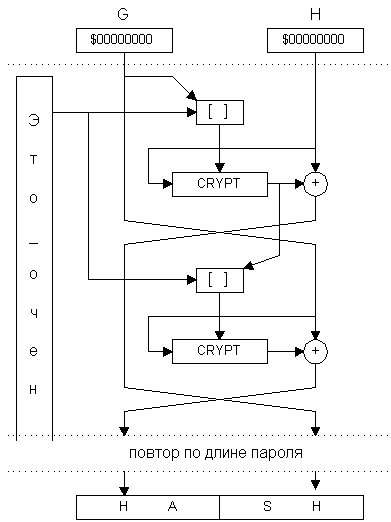 G H
$00000000 $00000000
Э т о _ о ч е н
[ ]
CRYPT +
[ ]
CRYPT +
повтор по длине пароля
H A S H